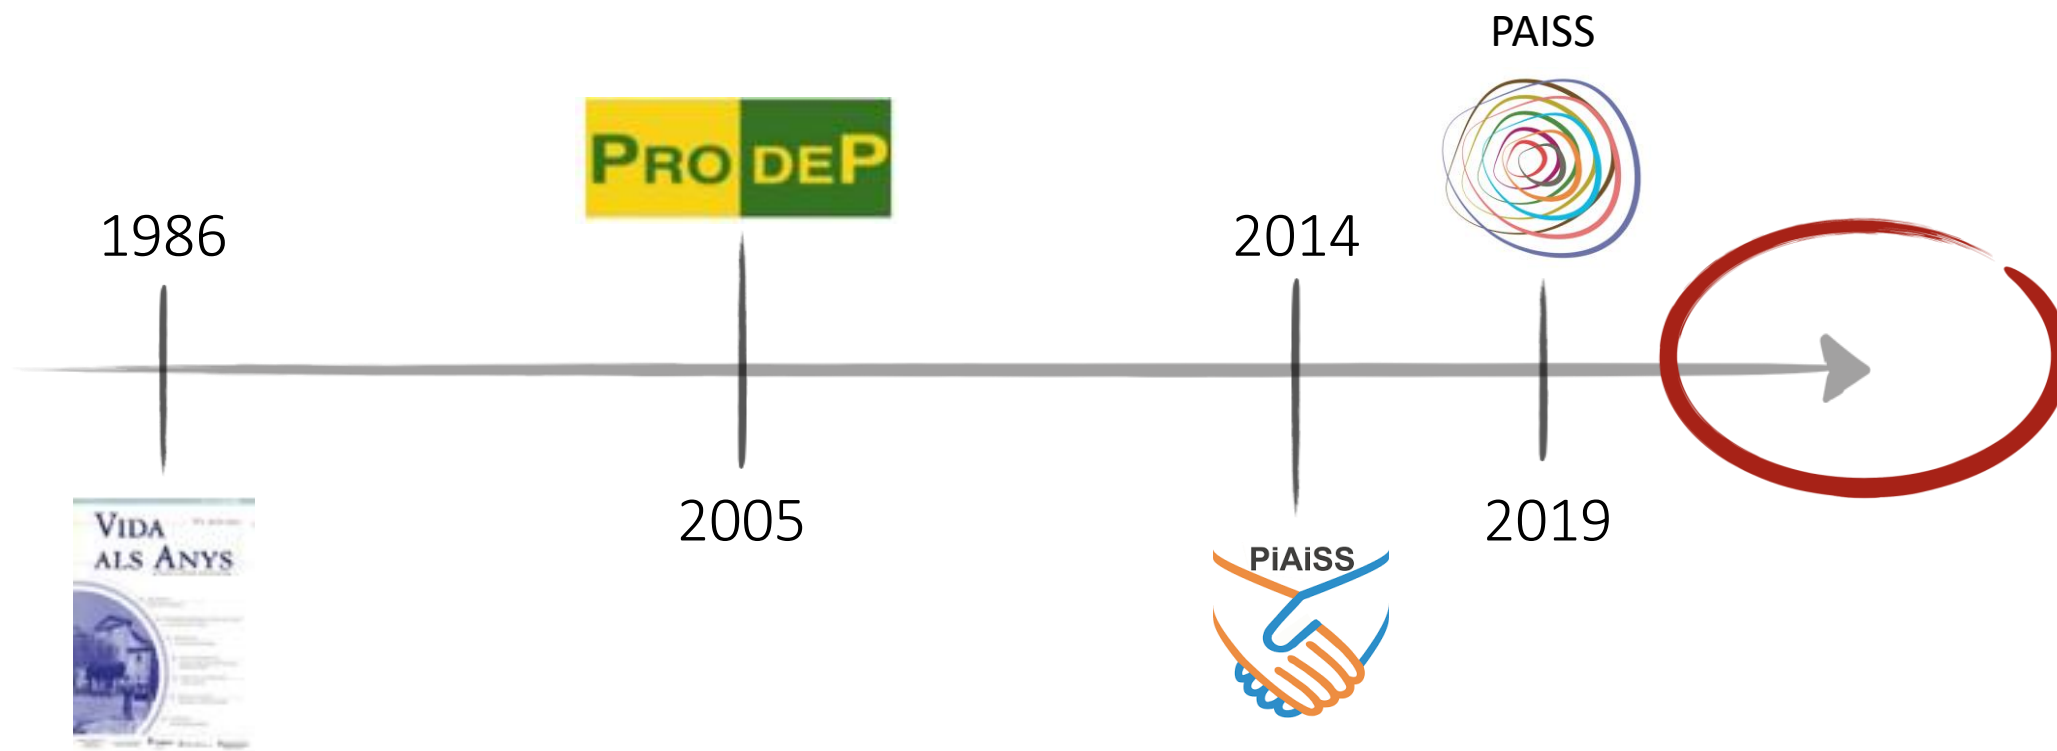 PAISS
PRODEP
1986
2014
2005
2019
VIDA
ALS ANYS
PiAiSS